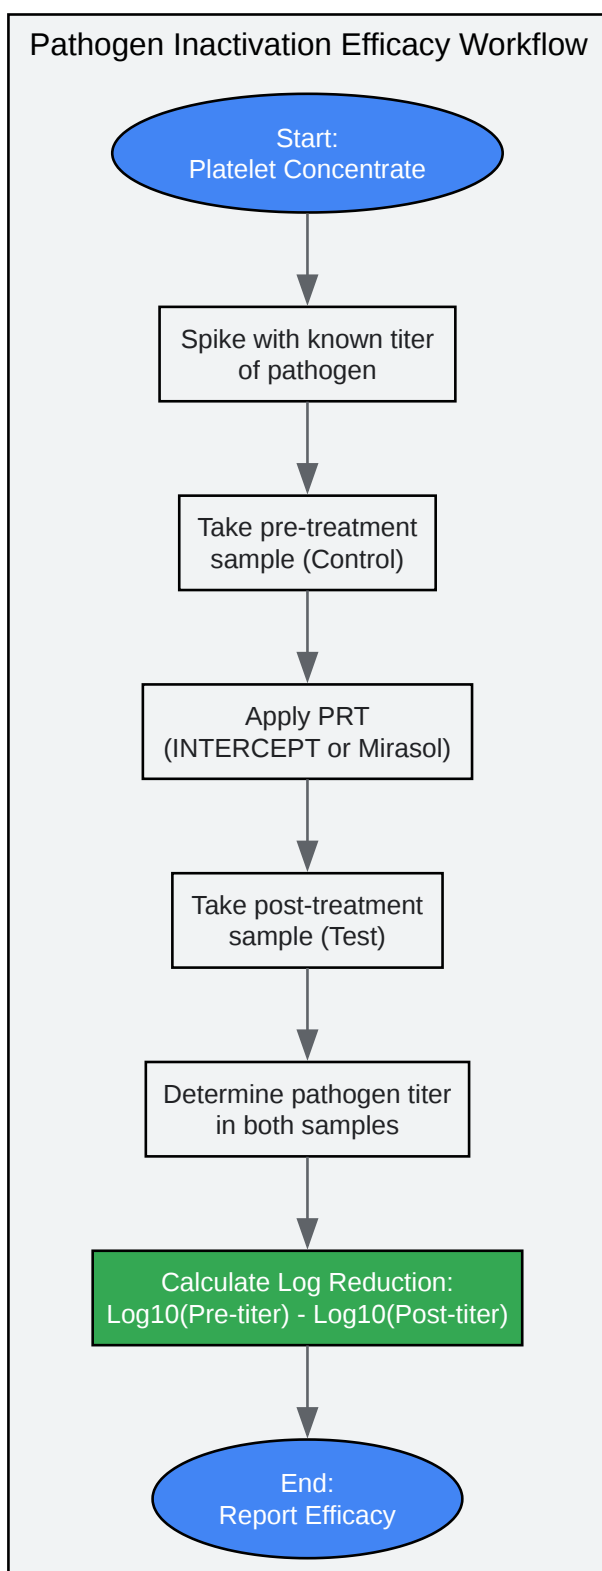 Pathogen Inactivation Efficacy Workflow
Start:
Platelet Concentrate
Spike with known titer
of pathogen
Take pre-treatment
sample (Control)
Apply PRT
(INTERCEPT or Mirasol)
Take post-treatment
sample (Test)
Determine pathogen titer
in both samples
Calculate Log Reduction:
Log10(Pre-titer) - Log10(Post-titer)
End:
Report Efficacy